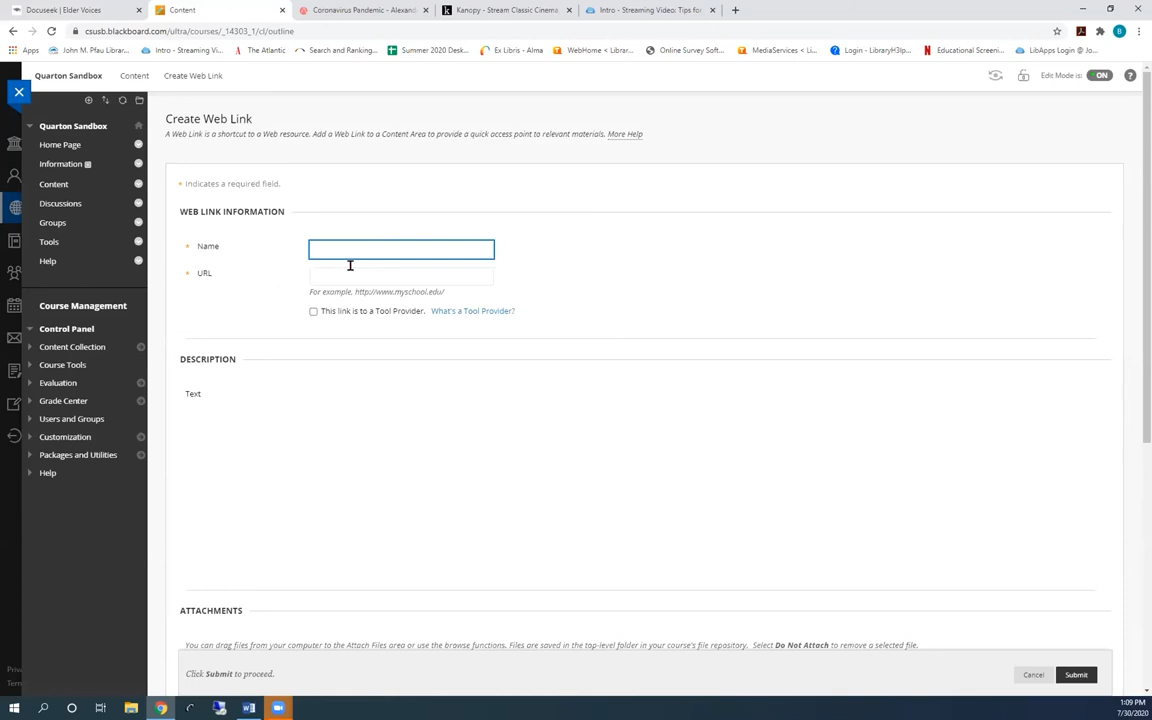 Docuseek | Elder Voices
Content
Coronavirus Pandemic - Alexand
Kanopy - Stream Classic Cinema
Intro - Streaming Video: Tips for
csusb.blackboard.com/ultra/courses/_14303_1/cl/outline
B
Apps
John M. Pfau Librar...
Intro - Streaming Vi...
The Atlantic
Search and Ranking...
Summer 2020 Desk...
Ex Libris - Alma
WebHome < Librar...
Online Survey Soft...
MediaServices < Li...
Login - LibraryH3lp...
Educational Screeni...
LibApps Login @ Jo...
Quarton Sandbox
Content
Create Web Link
Edit Mode is:
ON
?
Quarton Sandbox
Home Page
Information
Content
Discussions
Groups
Tools
Help
Course Management
Control Panel
Content Collection
Course Tools
Evaluation
Grade Center
Users and Groups
Customization
Packages and Utilities
Help
Create Web Link
A Web Link is a shortcut to a Web resource. Add a Web Link to a Content Area to provide a quick access point to relevant materials. More Help
* Indicates a required field.
WEB LINK INFORMATION
* Name
* URL
For example, http://www.myschool.edu/
This link is to a Tool Provider. What's a Tool Provider?
DESCRIPTION
Text
ATTACHMENTS
You can drag files from your computer to the Attach Files area or use the browse functions. Files are saved in the top-level folder in your course's file repository. Select Do Not Attach to remove a selected file.
Click Submit to proceed.
Cancel
Submit
1:09 PM
7/30/2020